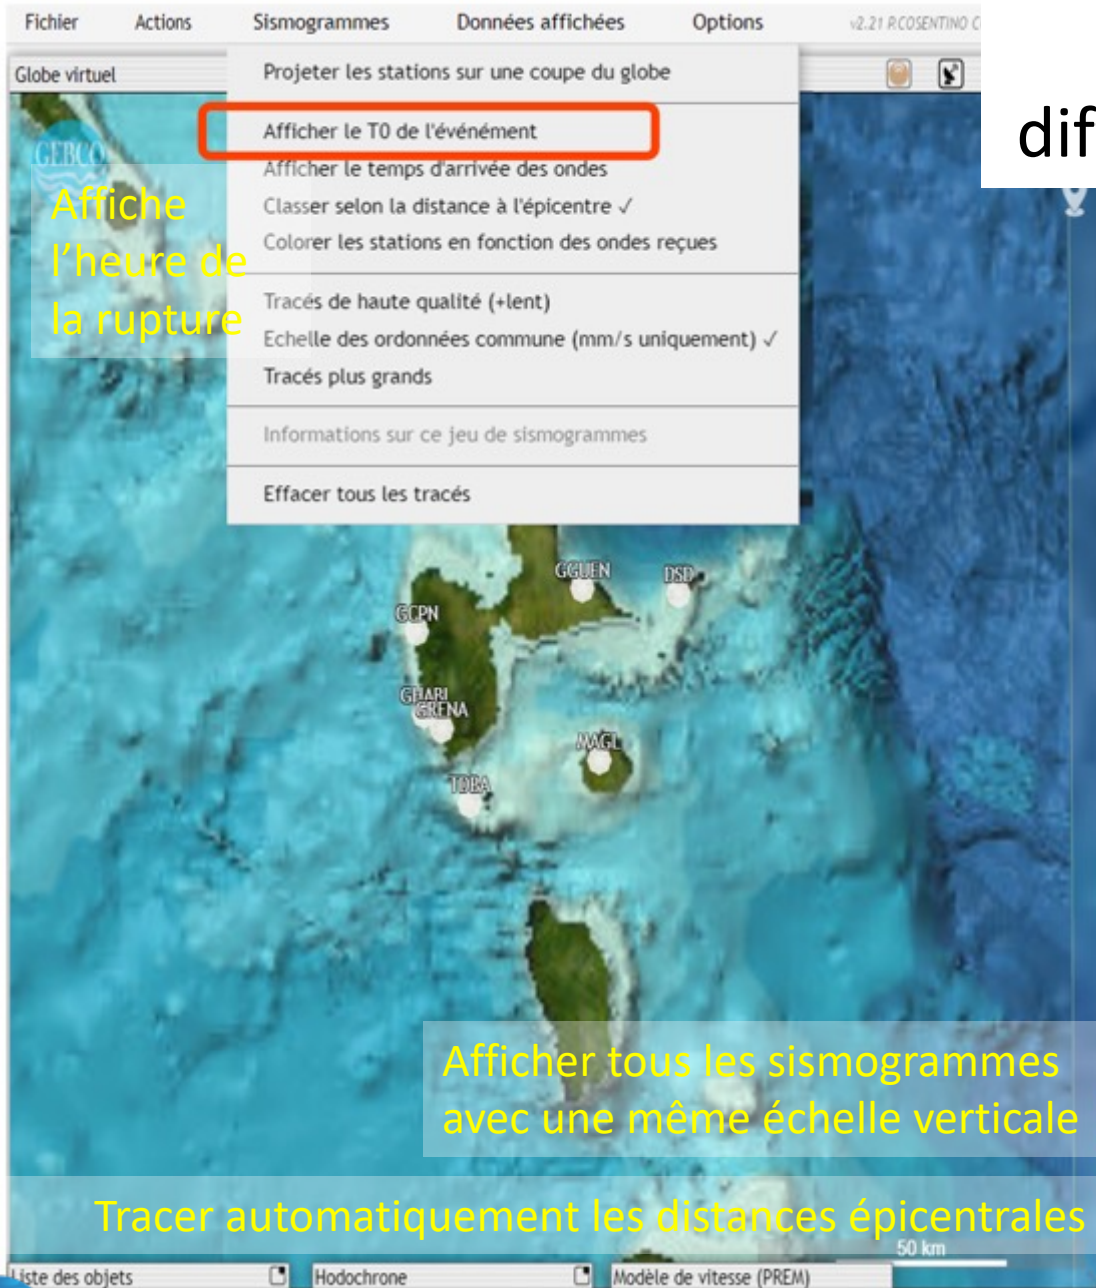 Fichier Actions Sismogrammes Données affichées Options v2.21 P.COSENTINO
Globe virtuel
Projeter les stations sur une coupe du globe
dif
Afficher le T0 de l'événément
Afficher le temps d'arrivée des ondes
Classer selon la distance à l'épicentre ✓
Colorer les stations en fonction des ondes reçues
Tracés de haute qualité (+lent)
Echelle des ordonnées commune (mm/s uniquement) ✓
Tracés plus grands
Informations sur ce jeu de sismogrammes
Effacer tous les tracés
GEBCO
Affiche
l'heure de
la rupture
GGUEN
DSD
GCPN
GHARI
GRENA
MAGL
TDBA
Afficher tous les sismogrammes
avec une même échelle verticale
Tracer automatiquement les distances épicentrales
50 km
Liste des objets Hodochrone Modèle de vitesse (PREM)